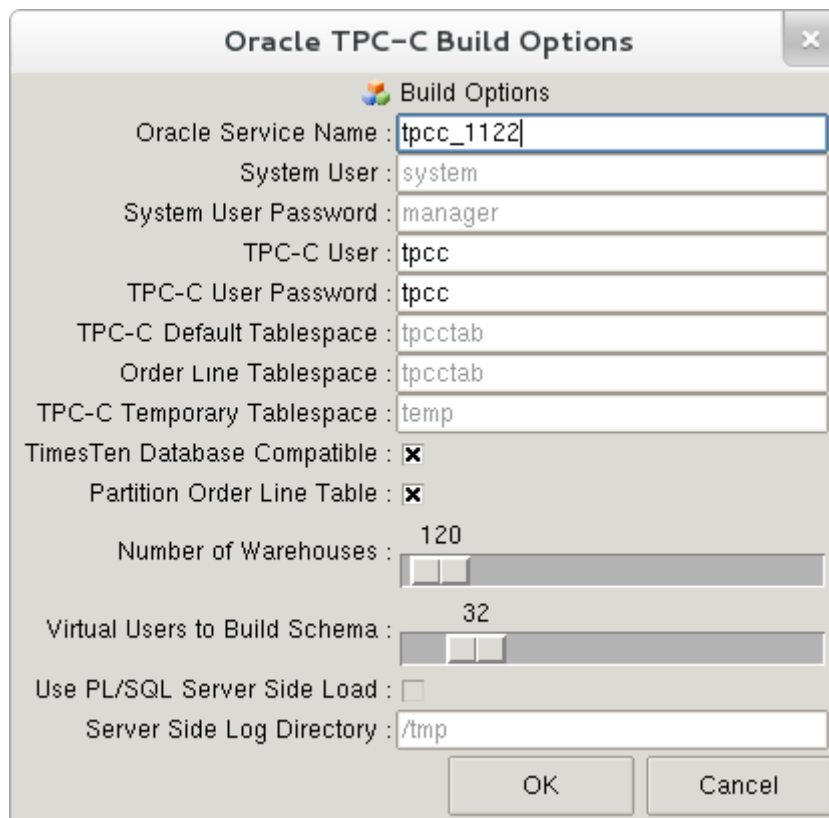 Oracle TPC-C Build Options
Build Options
Oracle Service Name : tpcc_1122
System User : system
System User Password : manager
TPC-C User : tpcc
TPC-C User Password : tpcc
TPC-C Default Tablespace : tpcctab
Order Line Tablespace : tpcctab
TPC-C Temporary Tablespace : temp
TimesTen Database Compatible :
Partition Order Line Table :
120
Number of Warehouses :
32
Virtual Users to Build Schema :
Use PL/SQL Server Side Load :
Server Side Log Directory : /tmp
OK Cancel